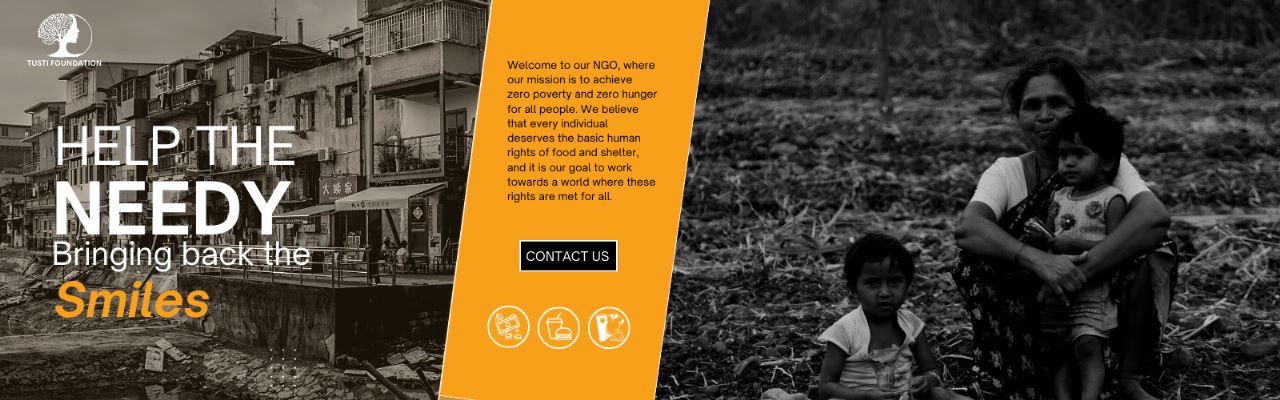 TUSTI FOUNDATION
HELP THE
NEEDY
Bringing back the
Smiles
Welcome to our NGO, where
our mission is to achieve
zero poverty and zero hunger
for all people. We believe
that every individual
deserves the basic human
rights of food and shelter,
and it is our goal to work
towards a world where these
rights are met for all.
CONTACT US